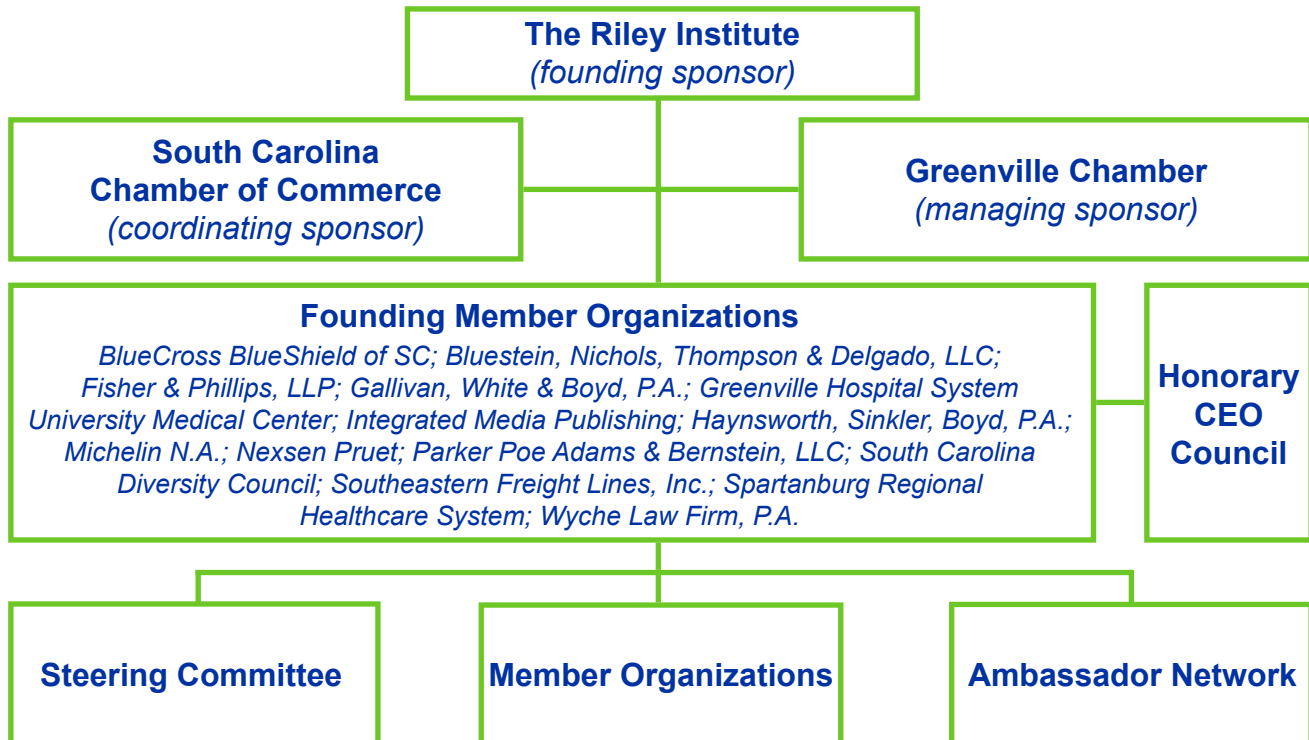 The Riley Institute
(founding sponsor)
South Carolina
Chamber of Commerce
(coordinating sponsor)
Greenville Chamber
(managing sponsor)
Founding Member Organizations
BlueCross BlueShield of SC; Bluestein, Nichols, Thompson & Delgado, LLC;
Fisher & Phillips, LLP; Gallivan, White & Boyd, P.A.; Greenville Hospital System
University Medical Center; Integrated Media Publishing; Haynsworth, Sinkler, Boyd, P.A.;
Michelin N.A.; Nexsen Pruet; Parker Poe Adams & Bernstein, LLC; South Carolina
Diversity Council; Southeastern Freight Lines, Inc.; Spartanburg Regional
Healthcare System; Wyche Law Firm, P.A.
Honorary
CEO
Council
Steering Committee
Member Organizations
Ambassador Network